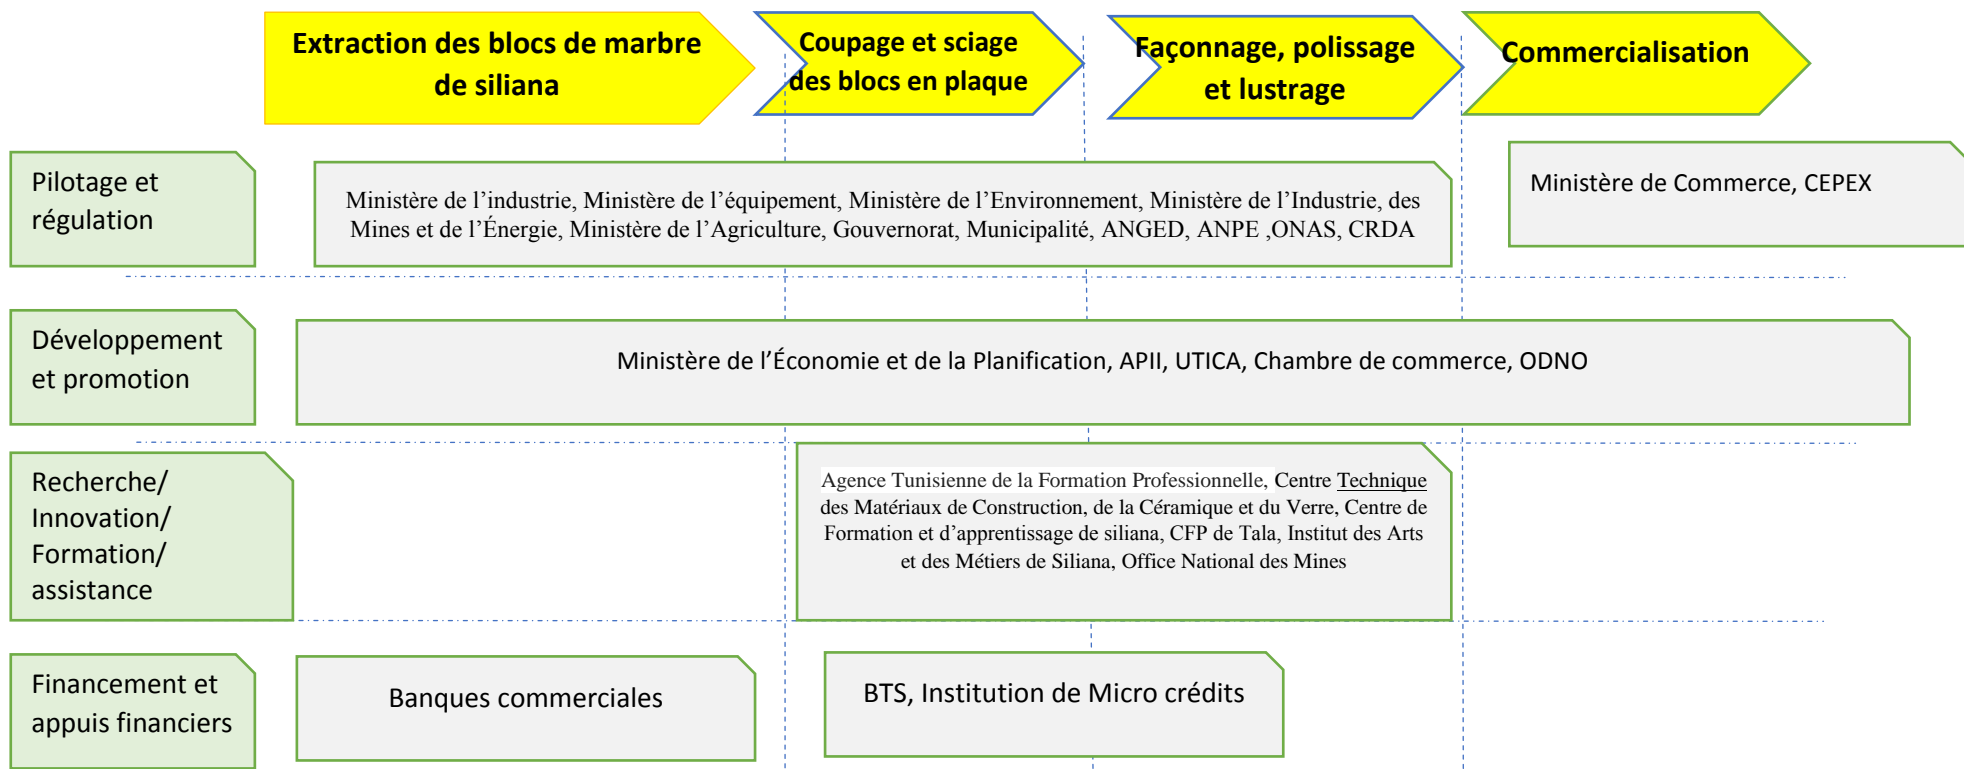 Extraction des blocs de marbre
de siliana
Coupage et sciage
des blocs en plaque
Façonnage, polissage
et lustrage
Commercialisation
Pilotage et
régulation
Ministère de l’industrie, Ministère de l’équipement, Ministère de l’Environnement, Ministère de l’Industrie, des
Mines et de l’Énergie, Ministère de l’Agriculture, Gouvernorat, Municipalité, ANGED, ANPE ,ONAS, CRDA
Ministère de Commerce, CEPEX
Développement
et promotion
Ministère de l’Économie et de la Planification, APII, UTICA, Chambre de commerce, ODNO
Recherche/
Innovation/
Formation/
assistance
Agence Tunisienne de la Formation Professionnelle, Centre Technique
des Matériaux de Construction, de la Céramique et du Verre, Centre de
Formation et d’apprentissage de siliana, CFP de Tala, Institut des Arts
et des Métiers de Siliana, Office National des Mines
Financement et
appuis financiers
Banques commerciales
BTS, Institution de Micro crédits